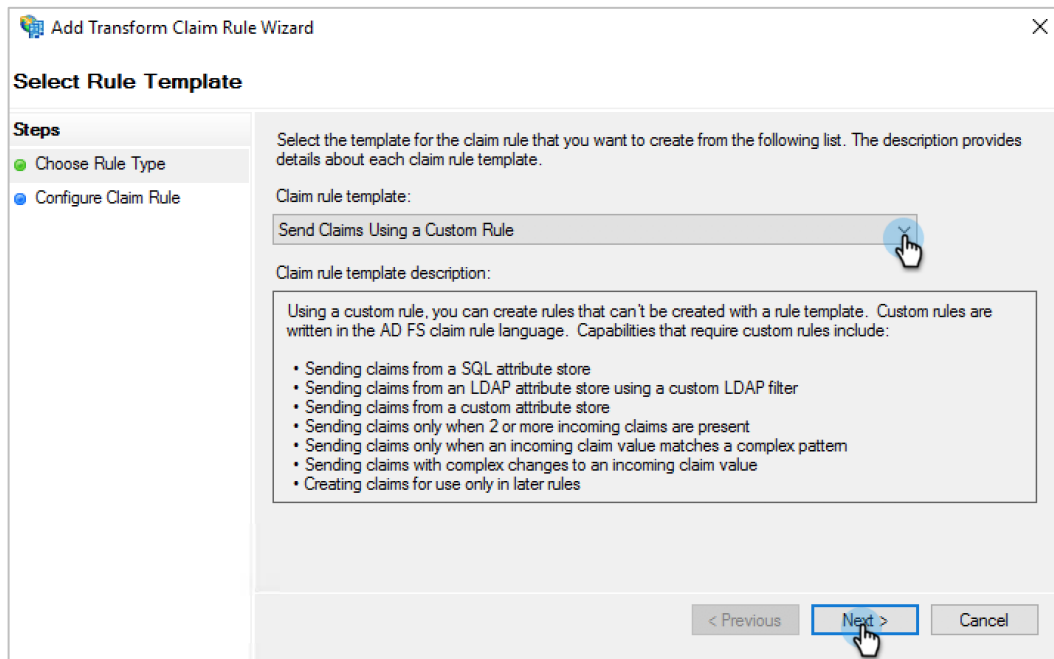 Add Transform Claim Rule Wizard
Select Rule Template
Steps
Choose Rule Type
Configure Claim Rule
Select the template for the claim rule that you want to create from the following list. The description provides
details about each claim rule template.
Claim rule template:
Send Claims Using a Custom Rule
Claim rule template description:
Using a custom rule, you can create rules that can't be created with a rule template. Custom rules are
written in the AD FS claim rule language. Capabilities that require custom rules include:
• Sending claims from a SQL attribute store
• Sending claims from an LDAP attribute store using a custom LDAP filter
• Sending claims from a custom attribute store
• Sending claims only when 2 or more incoming claims are present
• Sending claims only when an incoming claim value matches a complex pattern
• Sending claims with complex changes to an incoming claim value
• Creating claims for use only in later rules
< Previous
Next >
Cancel